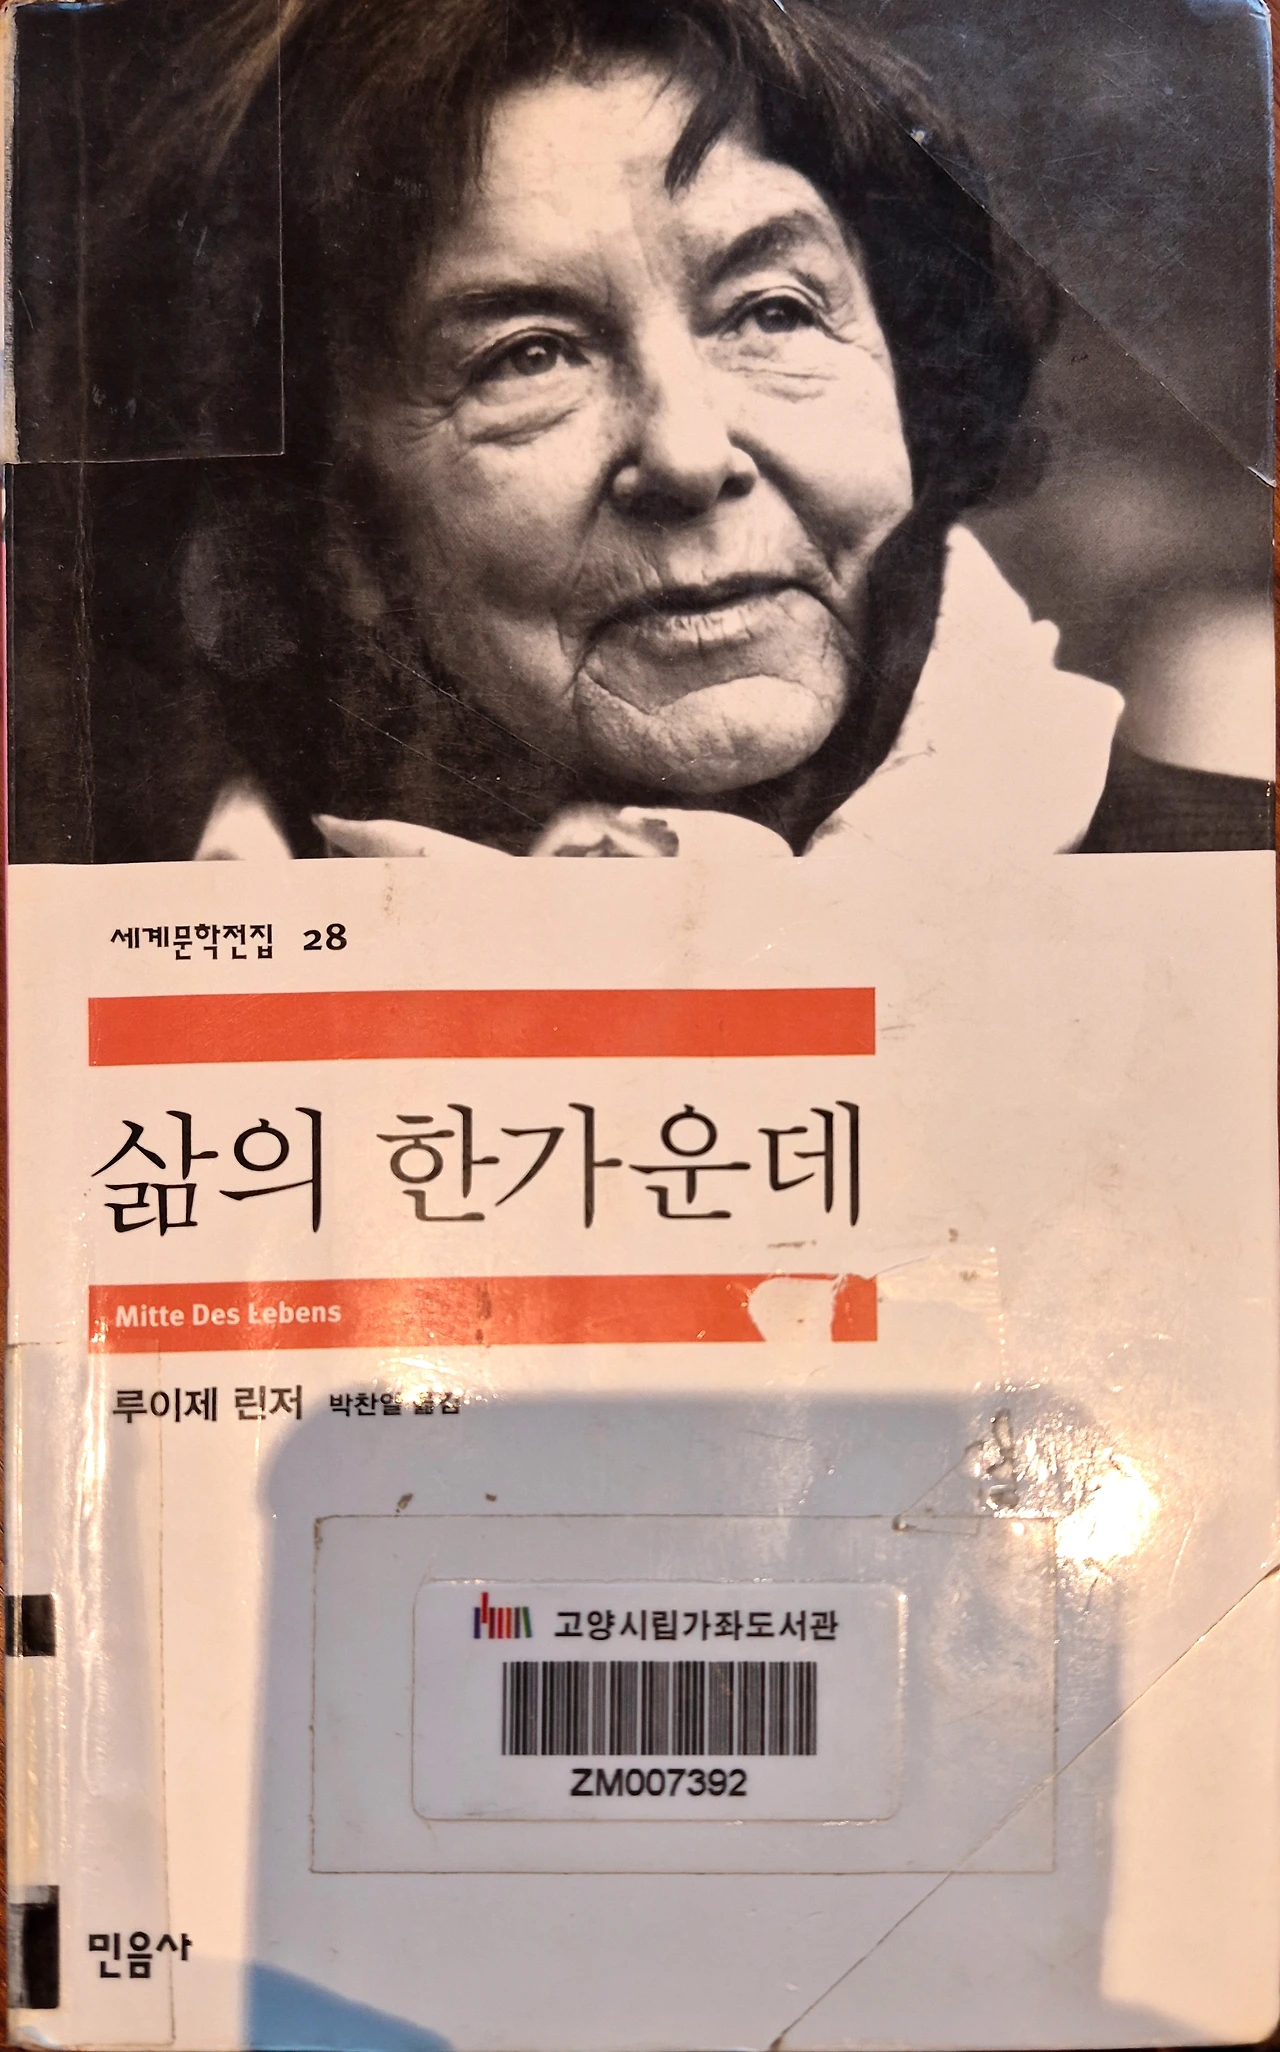 세계문학전집 28
삶의 한가운데
Mitte Des Lebens
루이제 린저 박찬일 옮김
고양시립가좌도서관
ZM007392
민음사